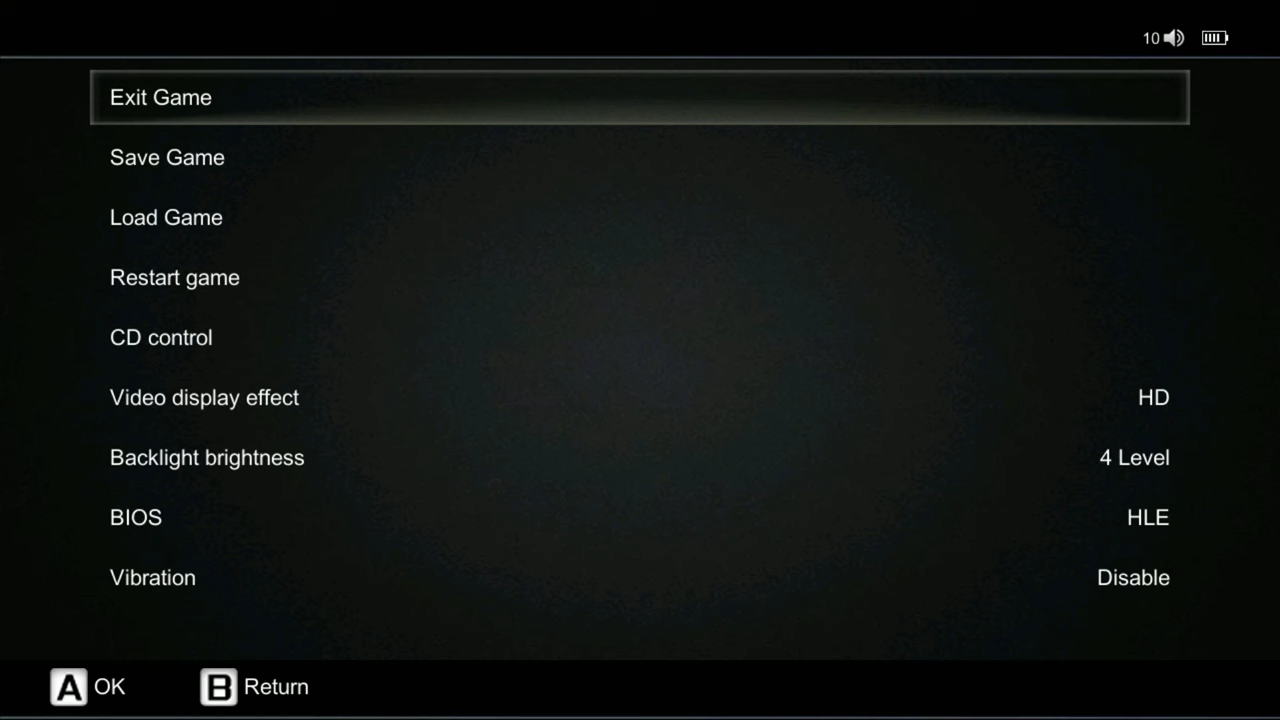 10
Exit Game
Save Game
Load Game
Restart game
CD control
Video display effect HD
Backlight brightness 4 Level
BIOS HLE
Vibration Disable
A OK B Return